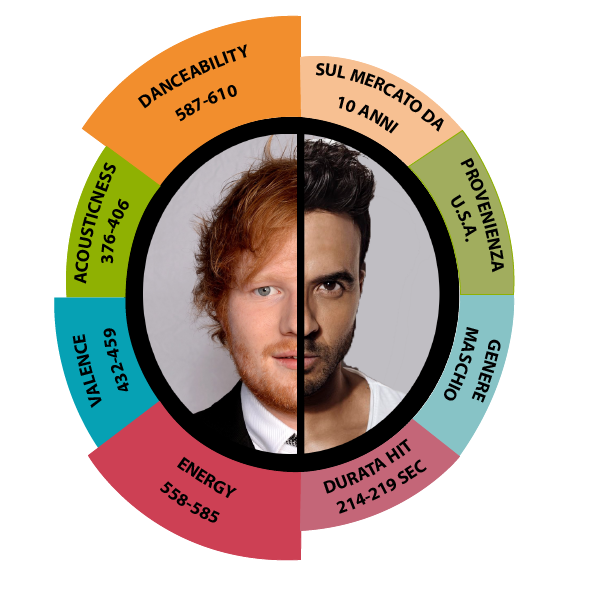 DANCEABILITY
587-610
SUL MERCATO DA
10 ANNI
PROVENIENZA
U.S.A.
GENERE
MASCHIO
DURATA HIT
214-219 SEC
ENERGY
558-585
VALENCE
432-459
ACOUSTICNESS
376-406